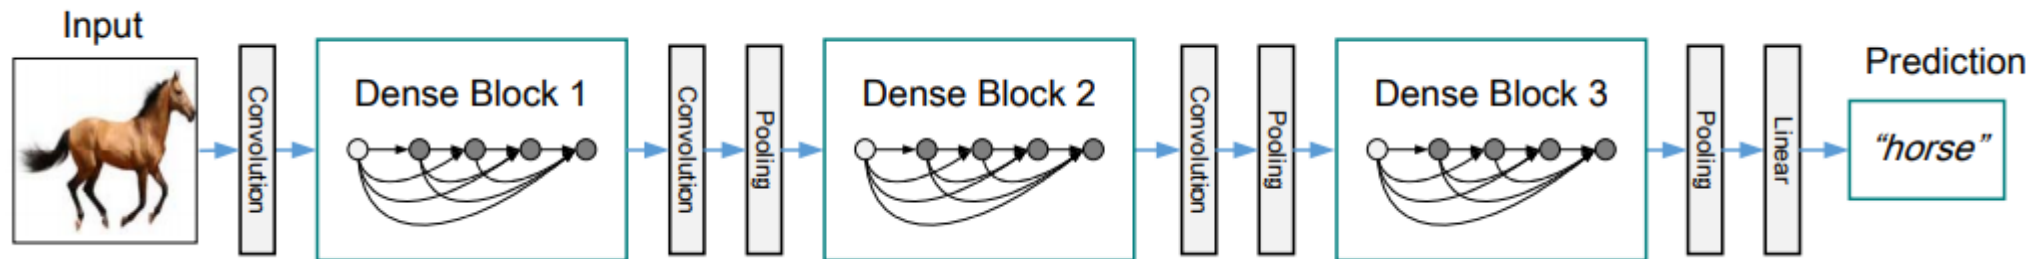 Input
Convolution
Dense Block 1
Convolution
Pooling
Dense Block 2
Convolution
Pooling
Dense Block 3
Pooling
Linear
Prediction
“horse”